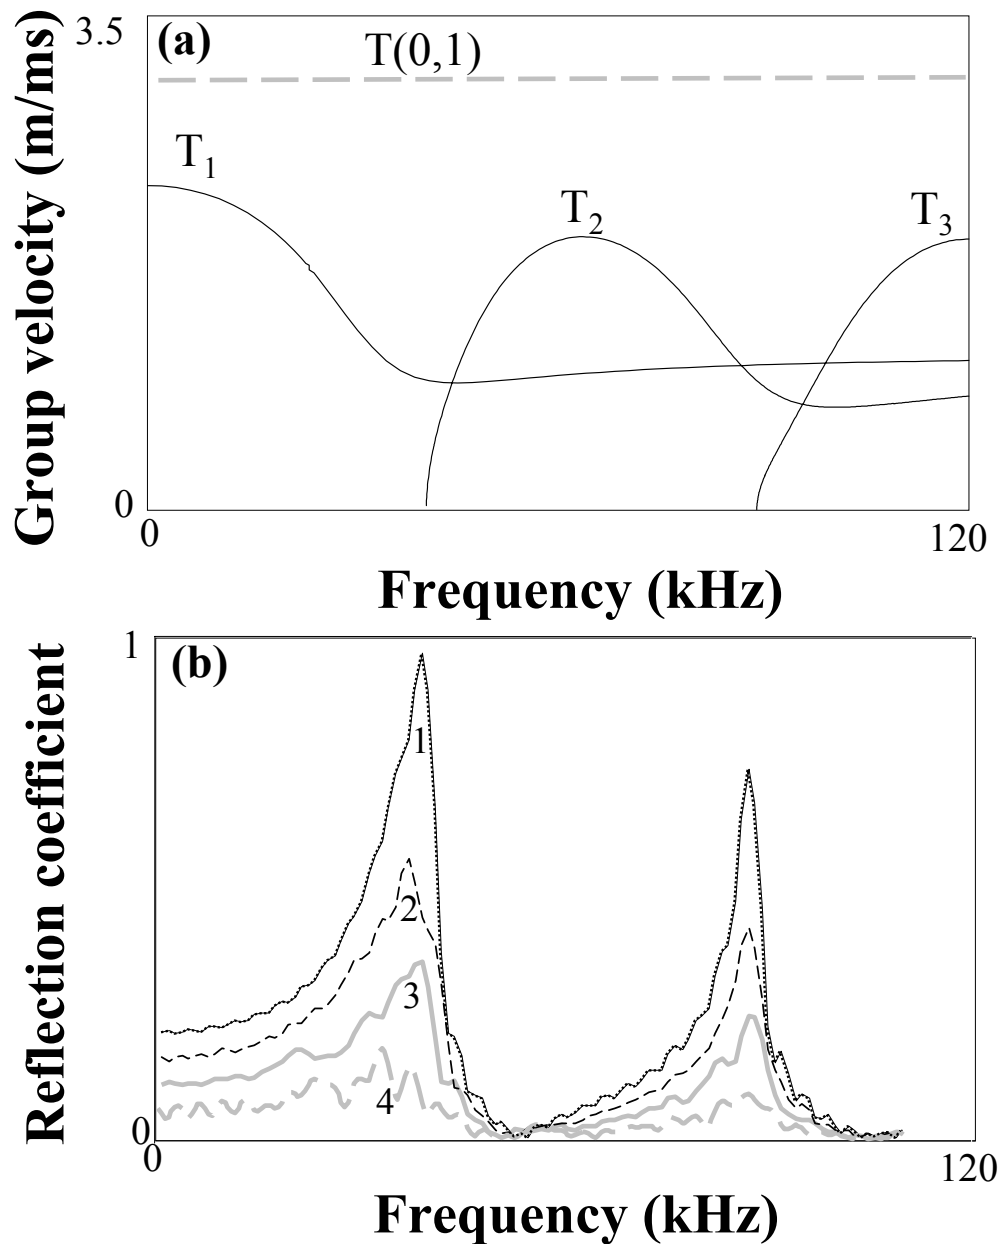 3.5
(a)
T(0,1)
T1
T2
T3
Group velocity (m/ms)
0
0
120
Frequency (kHz)
1
(b)
Reflection coefficient
1
2
3
4
0
0
120
Frequency (kHz)